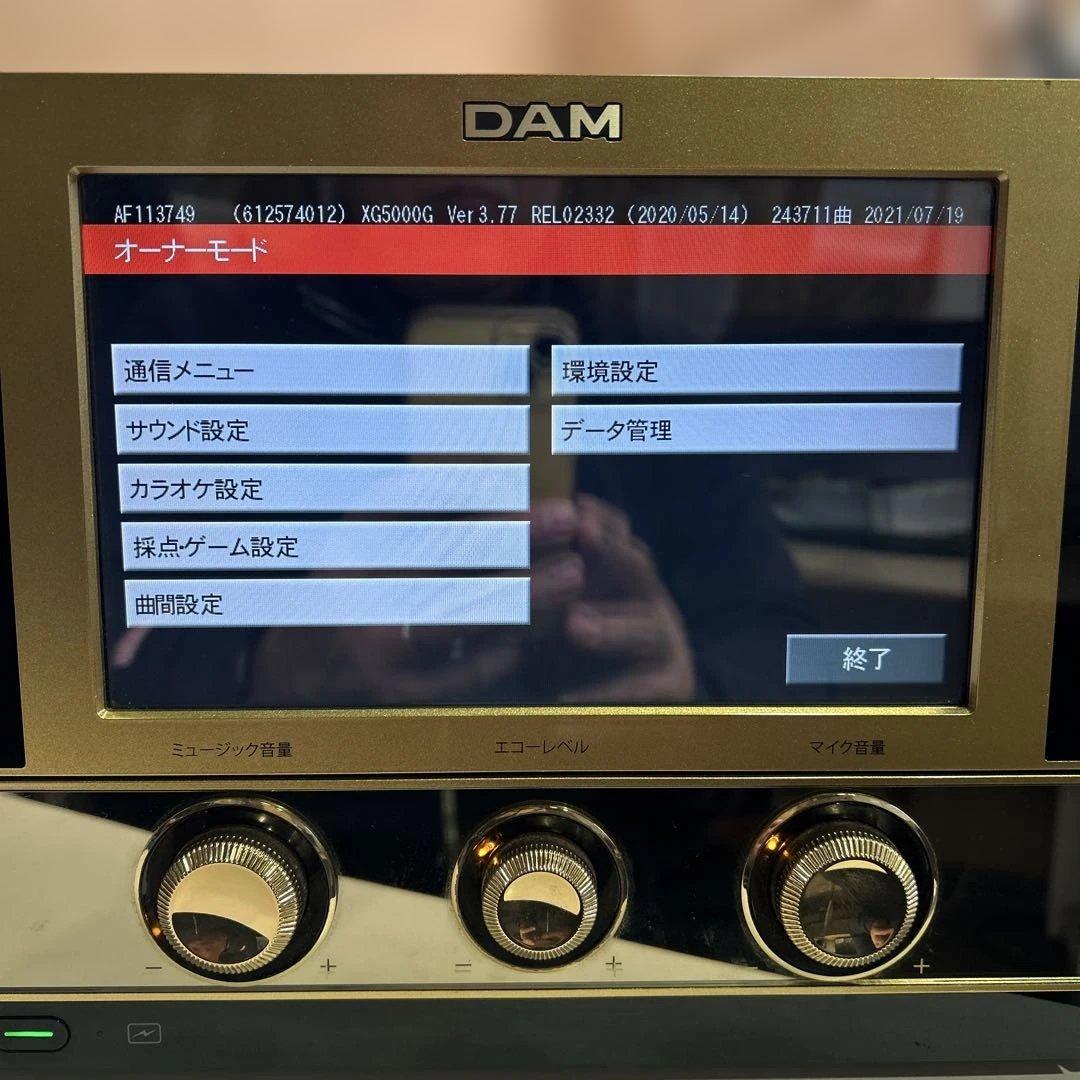 DAM
AF113749 (612574012) XG5000G Ver3.77 REL02332 (2020/05/14) 243711曲 2021/07/19
オーナーモード
通信メニュー
環境設定
サウンド設定
データ管理
カラオケ設定
採点・ゲーム設定
曲間設定
終了
ミュージック音量
エコーレベル
マイク音量